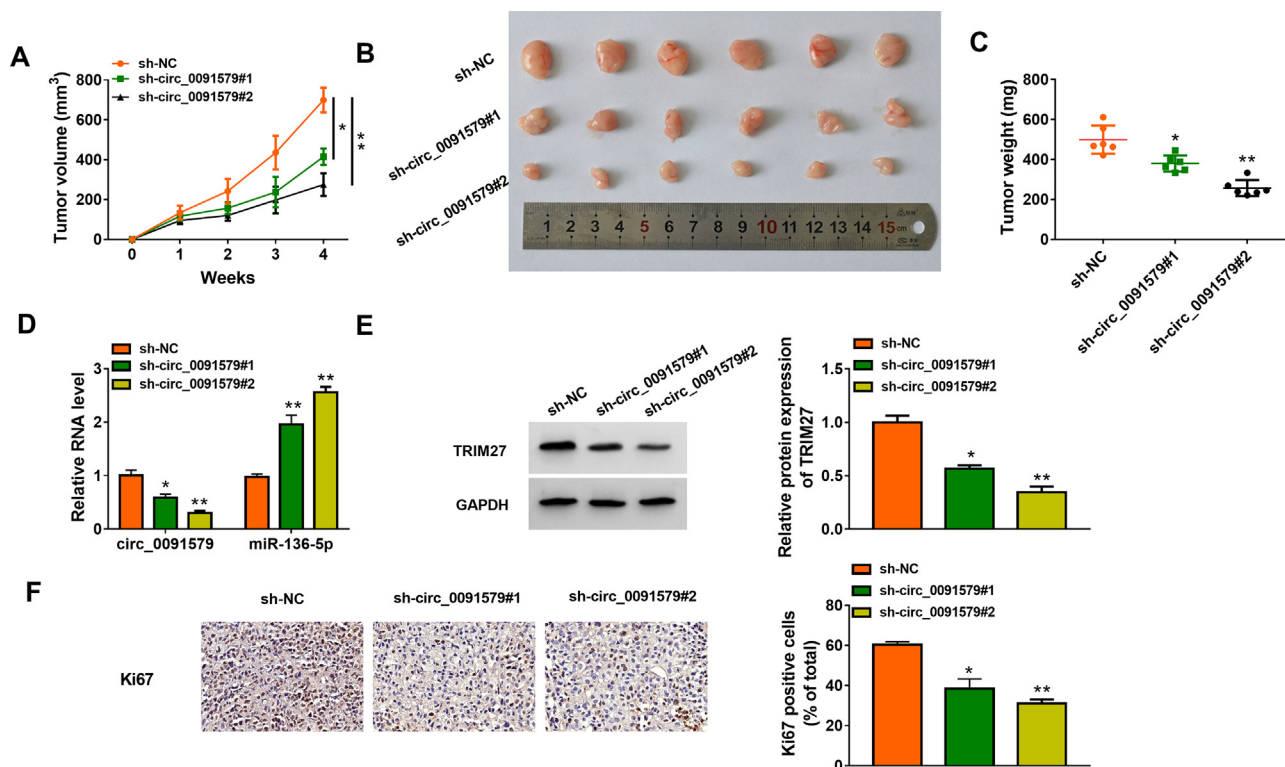 A
sh-NC
sh-circ_0091579#1
sh-circ_0091579#2
Tumor volume (mm3)
800
600
400
200
0
0 1 2 3 4
Weeks
*
**
B
sh-NC
sh-circ_0091579#1
sh-circ_0091579#2
1 2 3 4 5 6 7 8 9 10 11 12 13 14 15 cm
C
Tumor weight (mg)
800
600
400
200
0
*
**
sh-NC
sh-circ_0091579#1
sh-circ_0091579#2
D
sh-NC
sh-circ_0091579#1
sh-circ_0091579#2
Relative RNA level
3
2
1
0
* ** ** **
circ_0091579 miR-136-5p
E
sh-NC
sh-circ_0091579#1
sh-circ_0091579#2
TRIM27
GAPDH
sh-NC
sh-circ_0091579#1
sh-circ_0091579#2
Relative protein expression
of TRIM27
1.5
1.0
0.5
0.0
*
**
F
sh-NC sh-circ_0091579#1 sh-circ_0091579#2
Ki67
sh-NC
sh-circ_0091579#1
sh-circ_0091579#2
Ki67 positive cells
(% of total)
80
60
40
20
0
*
**